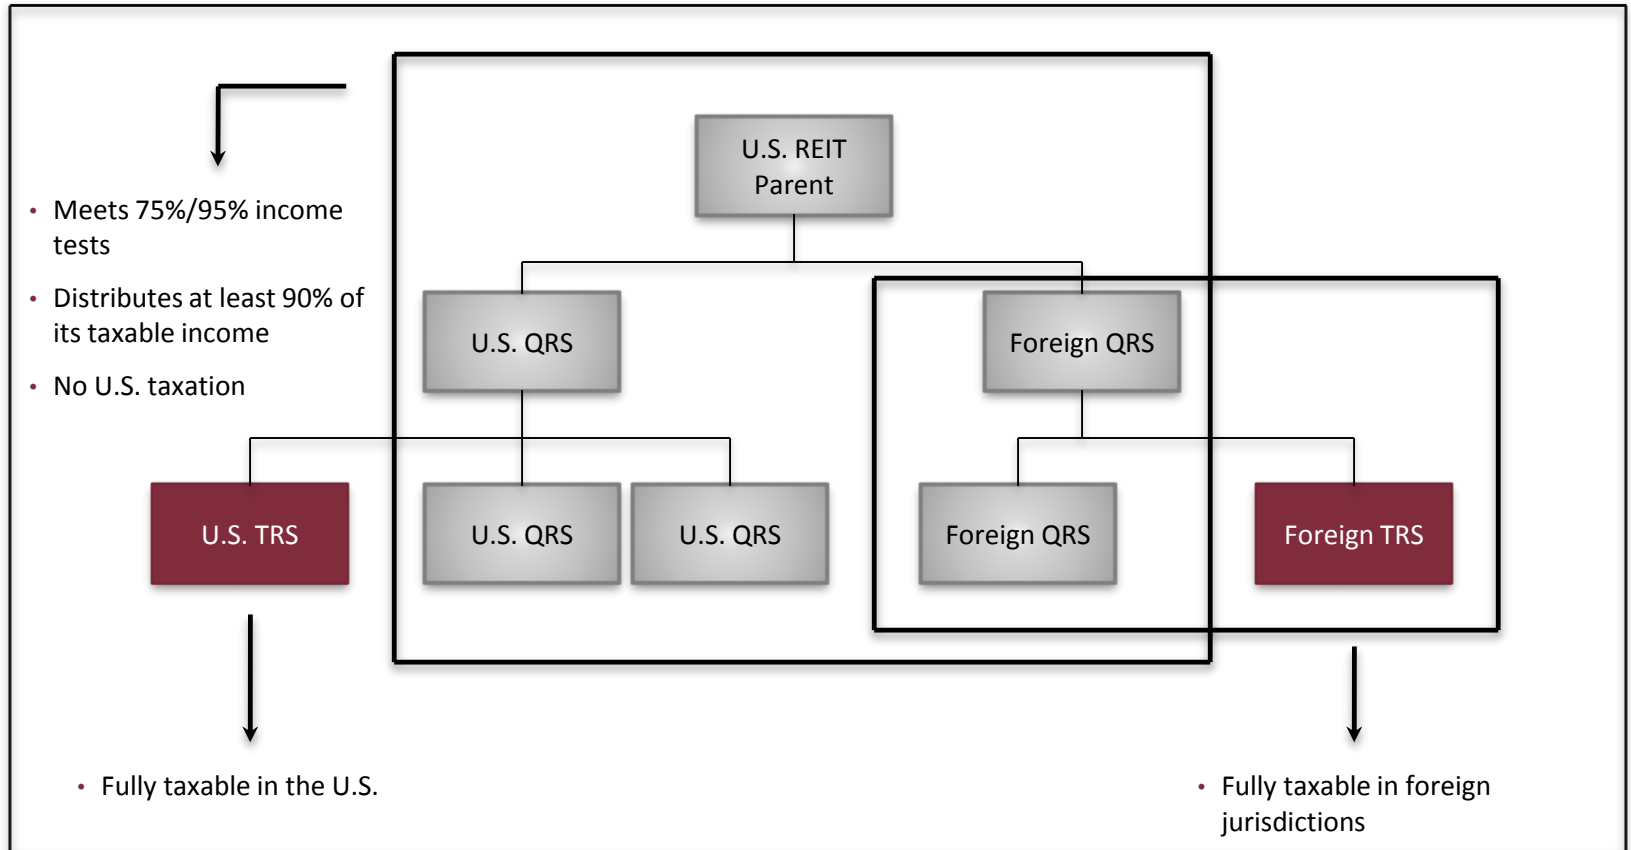 U.S. REIT
Parent
• Meets 75%/95% income
tests
• Distributes at least 90% of
its taxable income
• No U.S. taxation
U.S. QRS
Foreign QRS
U.S. TRS
U.S. QRS
U.S. QRS
Foreign QRS
Foreign TRS
• Fully taxable in the U.S.
• Fully taxable in foreign
jurisdictions